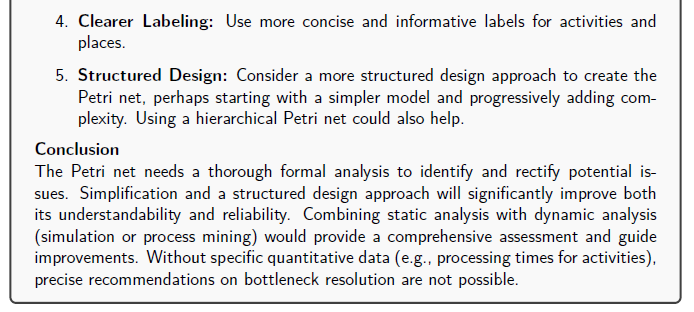 4. Clearer Labeling: Use more concise and informative labels for activities and
places.
5. Structured Design: Consider a more structured design approach to create the
Petri net, perhaps starting with a simpler model and progressively adding com-
plexity. Using a hierarchical Petri net could also help.
Conclusion
The Petri net needs a thorough formal analysis to identify and rectify potential is-
sues. Simplification and a structured design approach will significantly improve both
its understandability and reliability. Combining static analysis with dynamic analysis
(simulation or process mining) would provide a comprehensive assessment and guide
improvements. Without specific quantitative data (e.g., processing times for activities),
precise recommendations on bottleneck resolution are not possible.